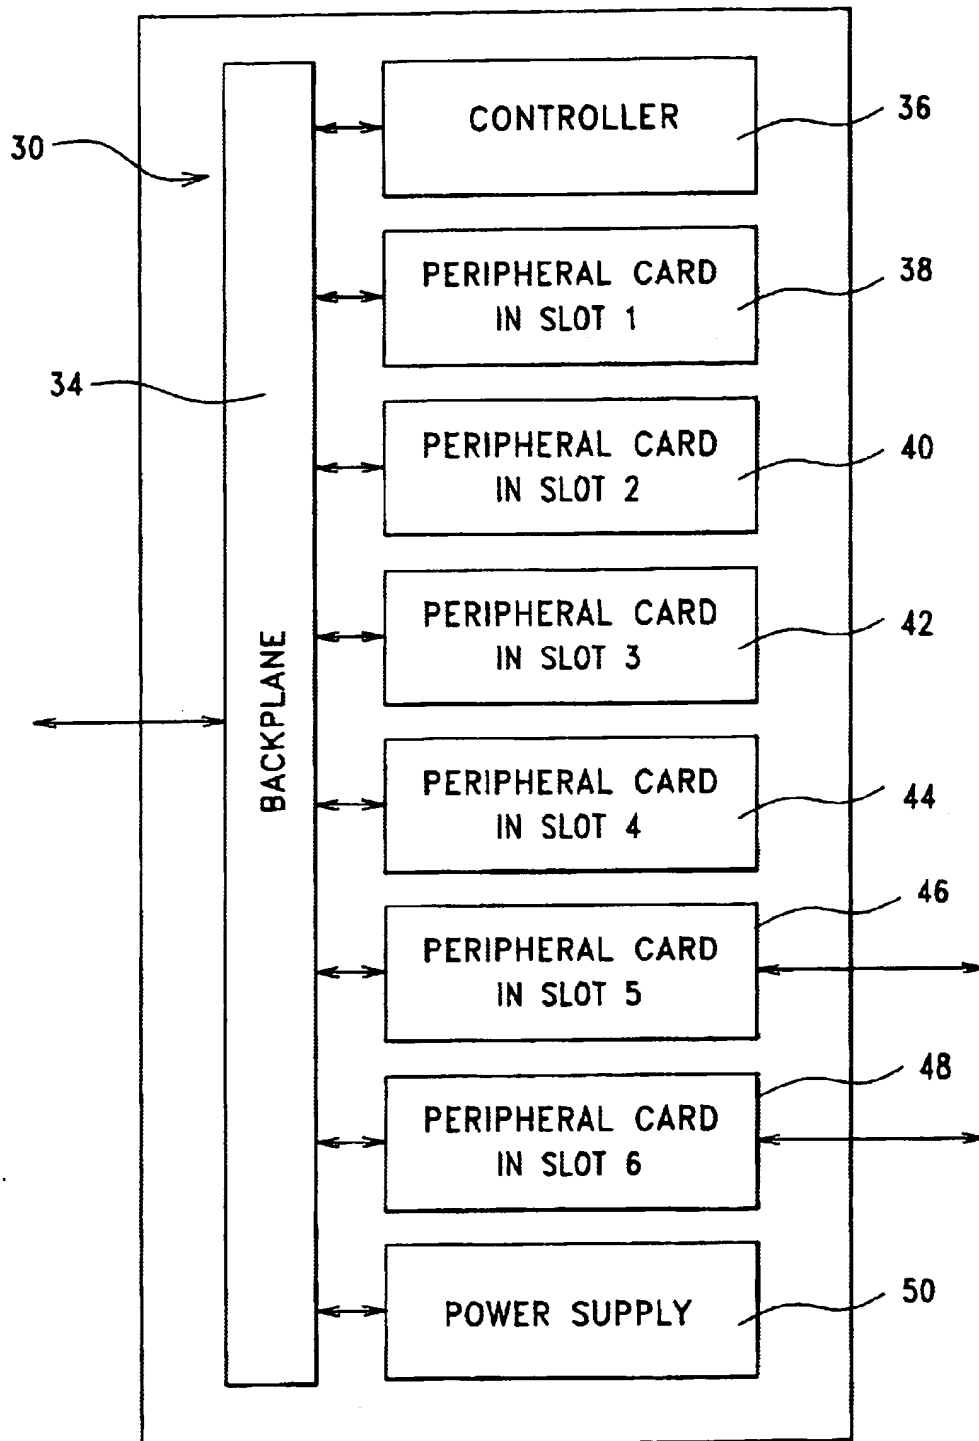 CONTROLLER
36
30
PERIPHERAL CARD
IN SLOT 1
38
34
PERIPHERAL CARD
IN SLOT 2
40
PERIPHERAL CARD
IN SLOT 3
42
BACKPLANE
PERIPHERAL CARD
IN SLOT 4
44
46
PERIPHERAL CARD
IN SLOT 5
48
PERIPHERAL CARD
IN SLOT 6
POWER SUPPLY
50